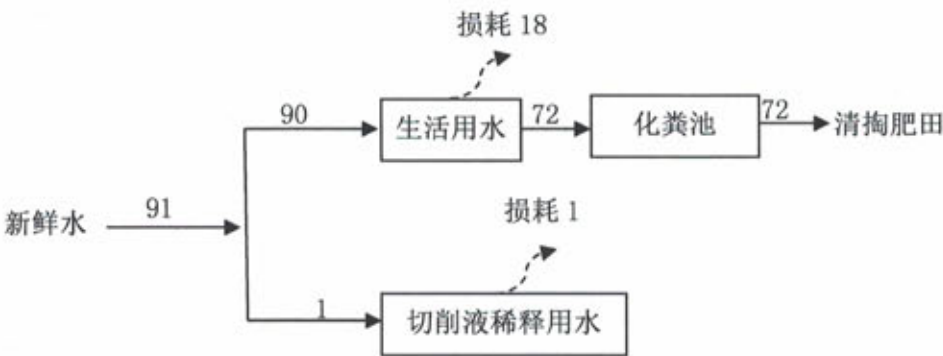 损耗 18
90
生活用水
72
化粪池
72
清掏肥田
新鲜水
91
损耗 1
1
切削液稀释用水